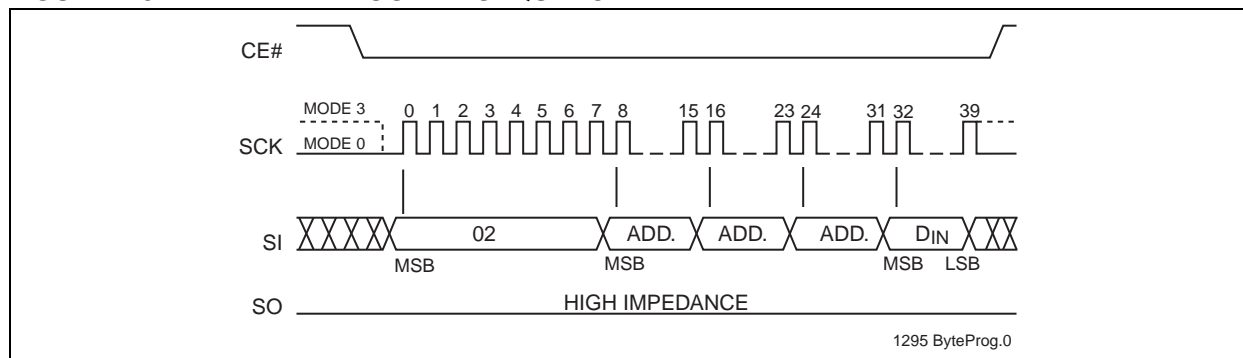 CE#
MODE 3
0 1 2 3 4 5 6 7 8 15 16 23 24 31 32 39
SCK
MODE 0
SI
02 ADD. ADD. ADD. DIN
MSB MSB MSB LSB
SO
HIGH IMPEDANCE
1295 ByteProg.0